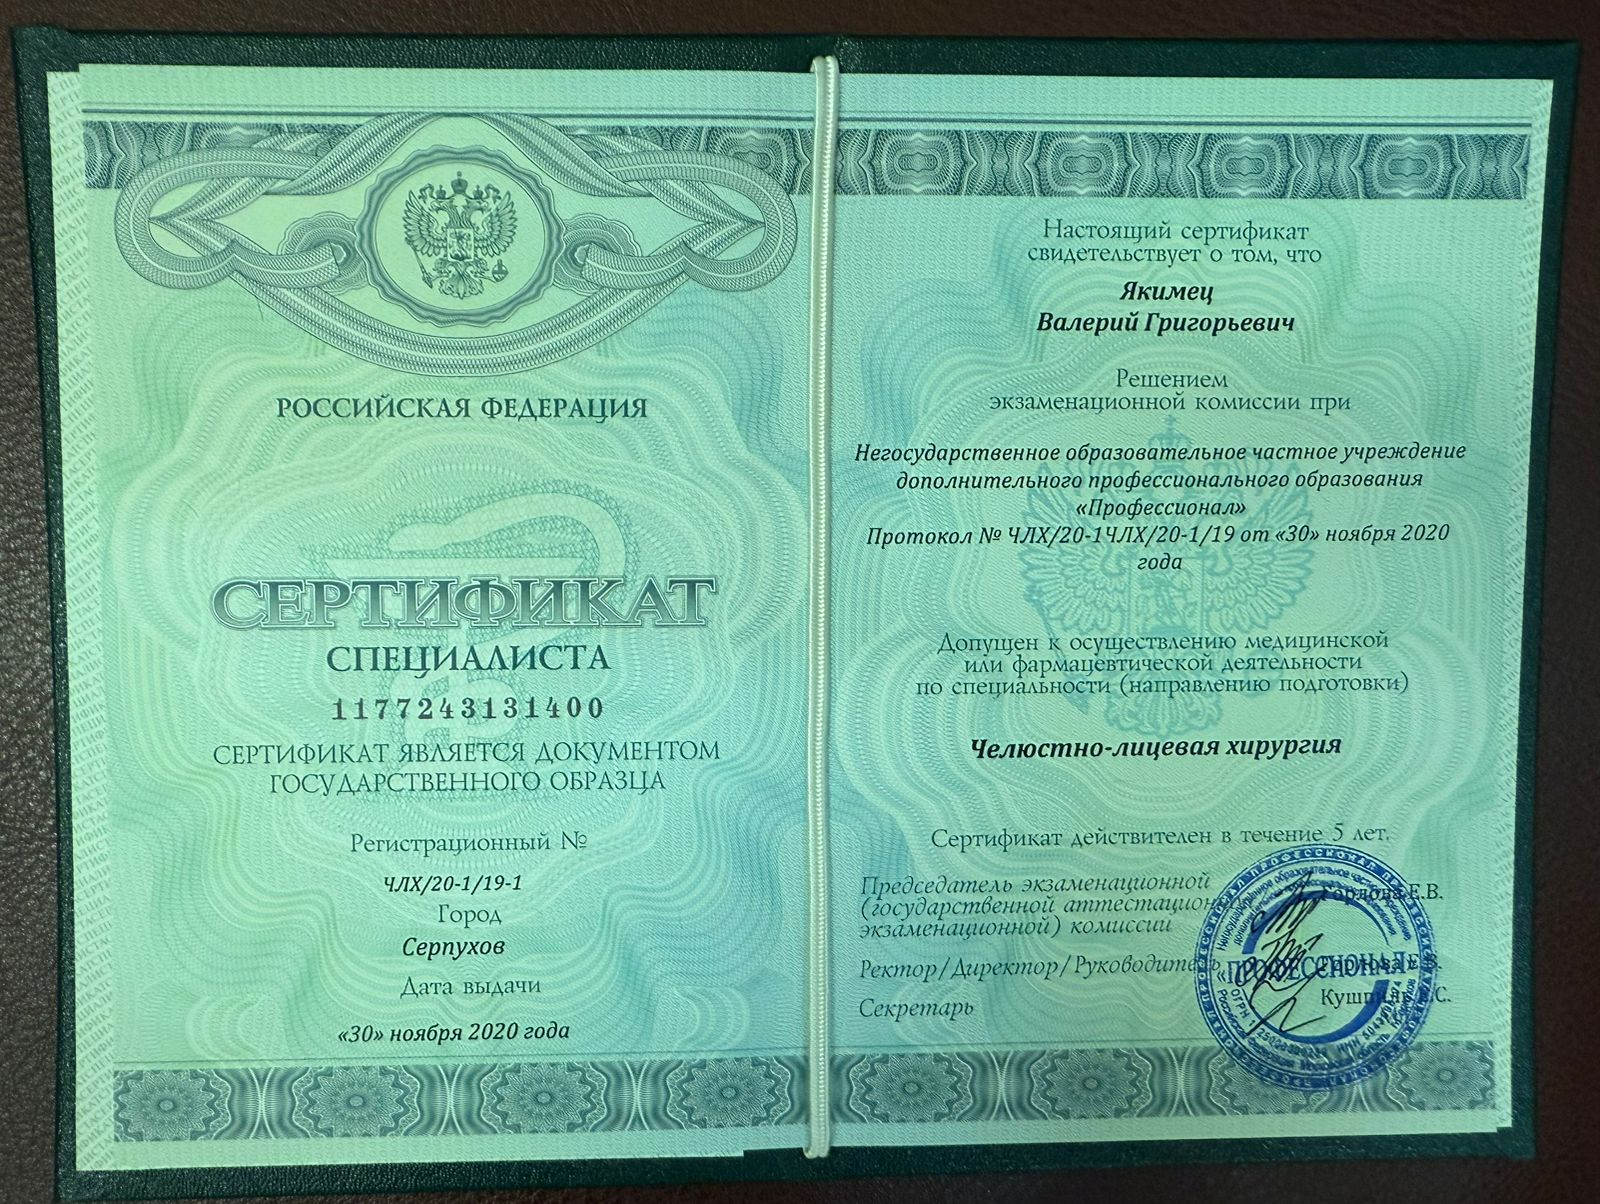 РОССИЙСКАЯ ФЕДЕРАЦИЯ
СЕРТИФИКАТ
СПЕЦИАЛИСТА
1177243131400
СЕРТИФИКАТ ЯВЛЯЕТСЯ ДОКУМЕНТОМ
ГОСУДАРСТВЕННОГО ОБРАЗЦА
Регистрационный №
ЧЛХ/20-1/19-1
Город
Серпухов
Дата выдачи
«30» ноября 2020 года
Настоящий сертификат
свидетельствует о том, что
Якимец
Валерий Григорьевич
Решением
экзаменационной комиссии при
Негосударственное образовательное частное учреждение
дополнительного профессионального образования
«Профессионал»
Протокол № ЧЛХ/20-1ЧЛХ/20-1/19 от «30» ноября 2020
года
Допущен к осуществлению медицинской
или фармацевтической деятельности
по специальности (направлению подготовки)
Челюстно-лицевая хирургия
Сертификат действителен в течение 5 лет.
Председатель экзаменационной
(государственной аттестационной
экзаменационной) комиссии
Горлова Е.В.
Ректор/Директор/Руководитель
«ПРОФЕССИОНАЛ»
Секретарь